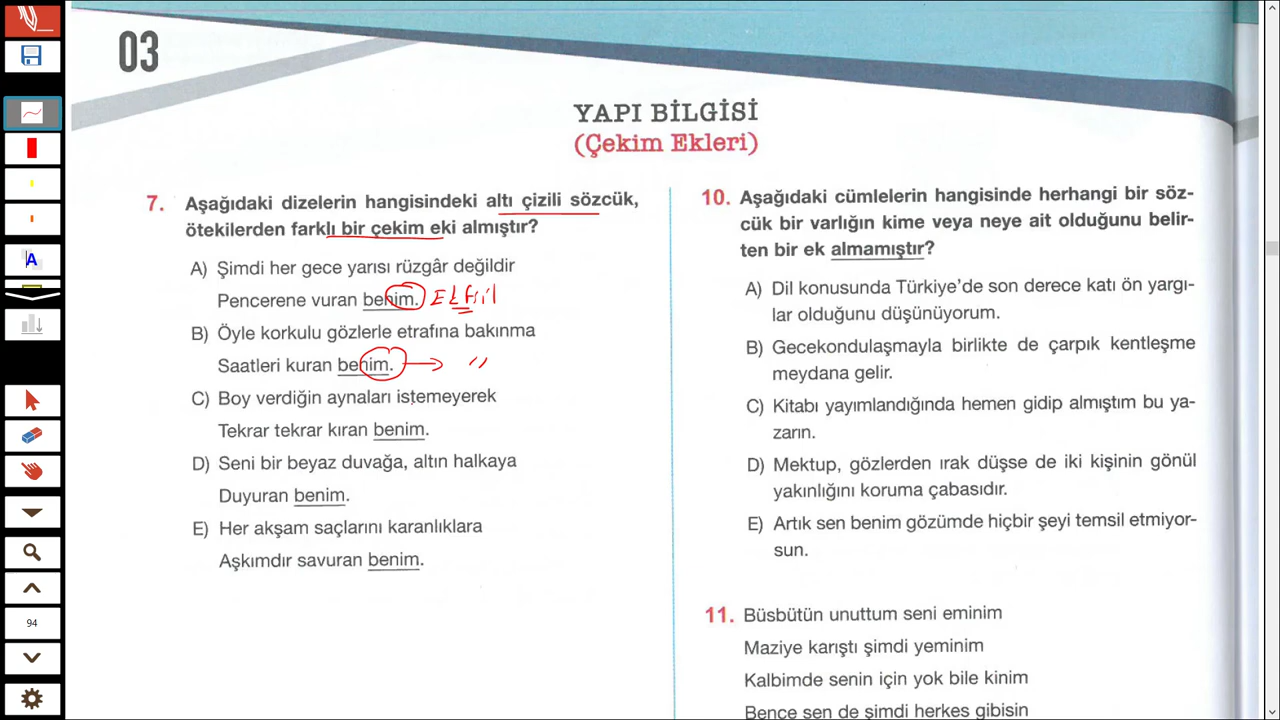 03
YAPI BİLGİSİ
(Çekim Ekleri)
7. Aşağıdaki dizelerin hangisindeki altı çizili sözcük,
ötekilerden farklı bir çekim eki almıştır?
A) Şimdi her gece yarısı rüzgâr değildir
Pencerene vuran benim. Ek fiil
B) Öyle korkulu gözlerle etrafına bakınma
Saatleri kuran benim. → "
C) Boy verdiğin aynaları istemeyerek
Tekrar tekrar kıran benim.
D) Seni bir beyaz duvağa, altın halkaya
Duyuran benim.
E) Her akşam saçlarını karanlıklara
Aşkımdır savuran benim.
10. Aşağıdaki cümlelerin hangisinde herhangi bir söz-
cük bir varlığın kime veya neye ait olduğunu belir-
ten bir ek almamıştır?
A) Dil konusunda Türkiye'de son derece katı ön yargı-
lar olduğunu düşünüyorum.
B) Gecekondulaşmayla birlikte de çarpık kentleşme
meydana gelir.
C) Kitabı yayımlandığında hemen gidip almıştım bu ya-
zarın.
D) Mektup, gözlerden ırak düşse de iki kişinin gönül
yakınlığını koruma çabasıdır.
E) Artık sen benim gözümde hiçbir şeyi temsil etmiyor-
sun.
11. Büsbütün unuttum seni eminim
Maziye karıştı şimdi yeminim
Kalbimde senin için yok bile kinim
Bence sen de şimdi herkes gibisin
A
94